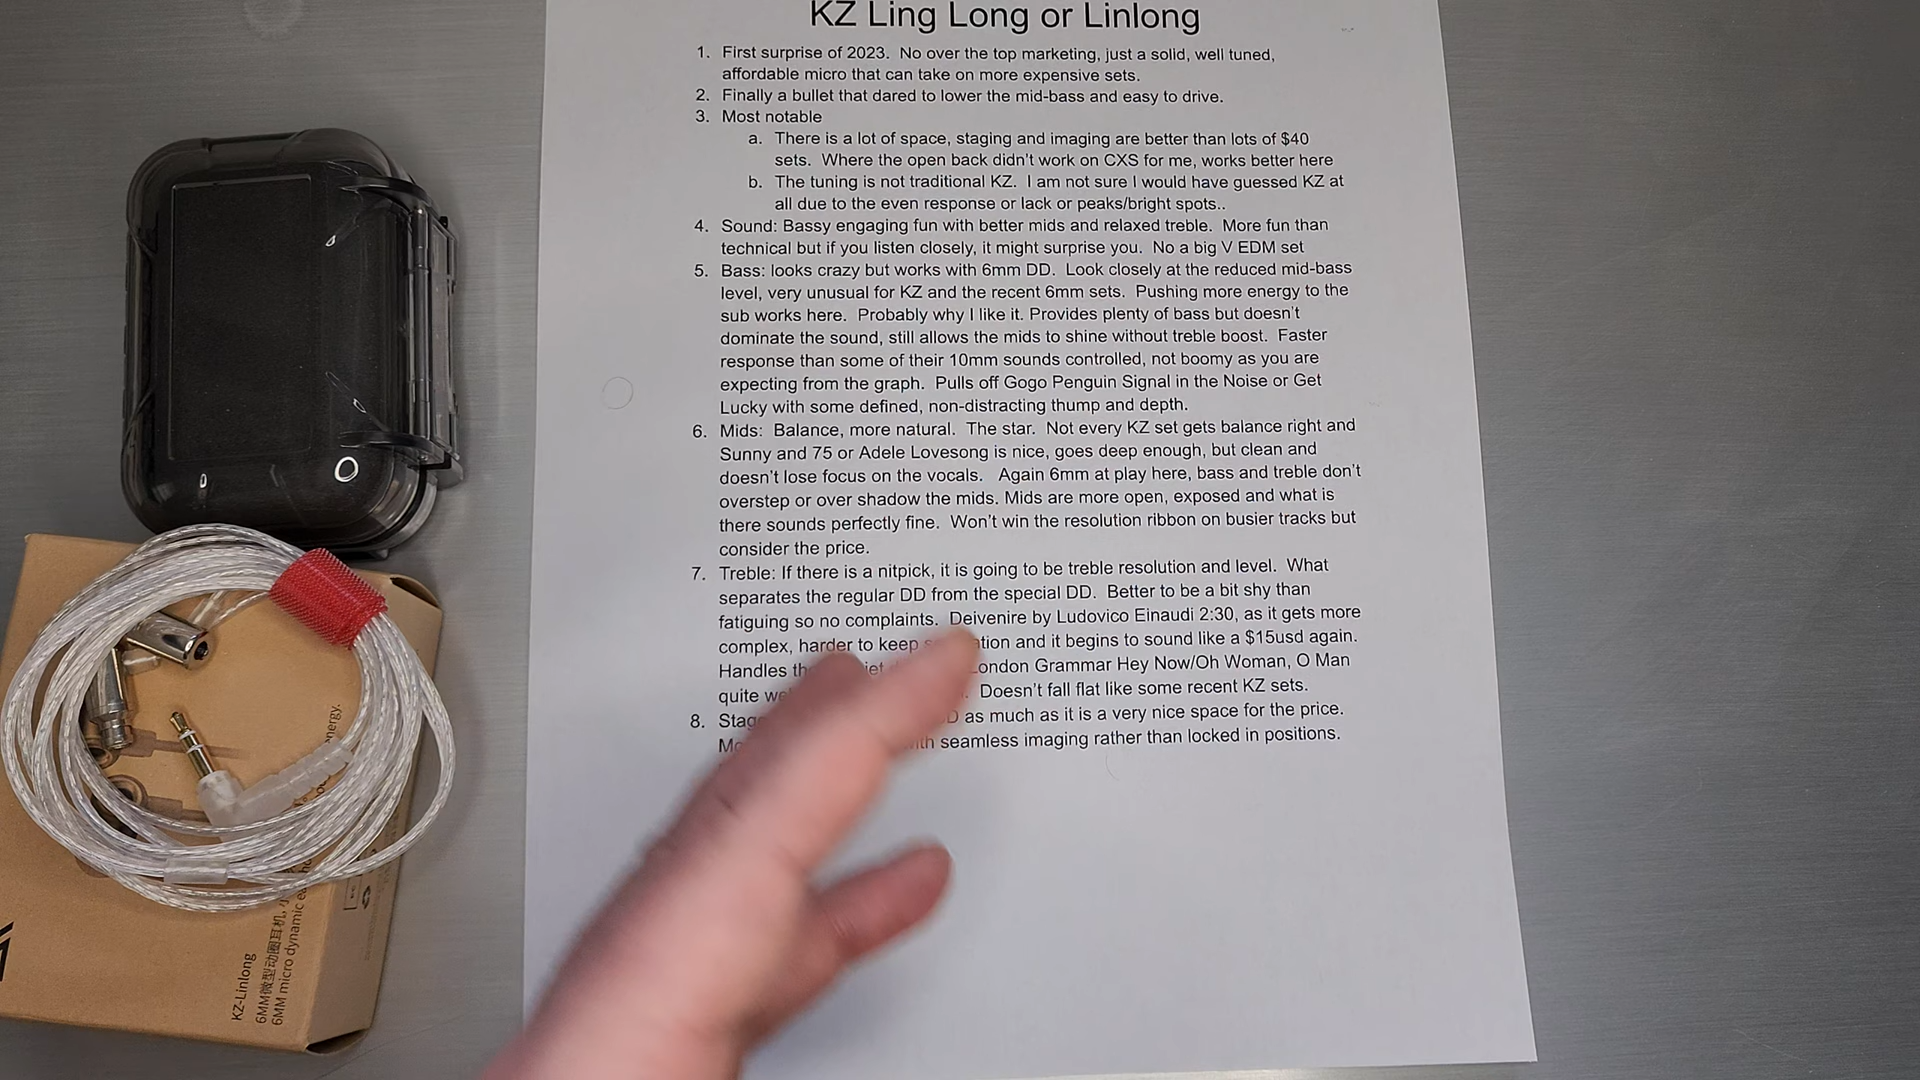 KZ Ling Long or Linlong
1. First surprise of 2023. No over the top marketing, just a solid, well tuned,
affordable micro that can take on more expensive sets.
2. Finally a bullet that dared to lower the mid-bass and easy to drive.
3. Most notable
a. There is a lot of space, staging and imaging are better than lots of $40
sets. Where the open back didn't work on CXS for me, works better here
b. The tuning is not traditional KZ. I am not sure I would have guessed KZ at
all due to the even response or lack or peaks/bright spots..
4. Sound: Bassy engaging fun with better mids and relaxed treble. More fun than
technical but if you listen closely, it might surprise you. No a big V EDM set
5. Bass: looks crazy but works with 6mm DD. Look closely at the reduced mid-bass
level, very unusual for KZ and the recent 6mm sets. Pushing more energy to the
sub works here. Probably why I like it. Provides plenty of bass but doesn't
dominate the sound, still allows the mids to shine without treble boost. Faster
response than some of their 10mm sounds controlled, not boomy as you are
expecting from the graph. Pulls off Gogo Penguin Signal in the Noise or Get
Lucky with some defined, non-distracting thump and depth.
6. Mids: Balance, more natural. The star. Not every KZ set gets balance right and
Sunny and 75 or Adele Lovesong is nice, goes deep enough, but clean and
doesn't lose focus on the vocals. Again 6mm at play here, bass and treble don't
overstep or over shadow the mids. Mids are more open, exposed and what is
there sounds perfectly fine. Won't win the resolution ribbon on busier tracks but
consider the price.
7. Treble: If there is a nitpick, it is going to be treble resolution and level. What
separates the regular DD from the special DD. Better to be a bit shy than
fatiguing so no complaints. Deivenire by Ludovico Einaudi 2:30, as it gets more
complex, harder to keep and it begins to sound like a $15usd again.
Handles London Grammar Hey Now/Oh Woman, O Man
quite Doesn't fall flat like some recent KZ sets.
8. as much as it is a very nice space for the price.
seamless imaging rather than locked in positions.
energy.
KZ-Linlong
6MM微型动圈耳机
6MM micro dynamic